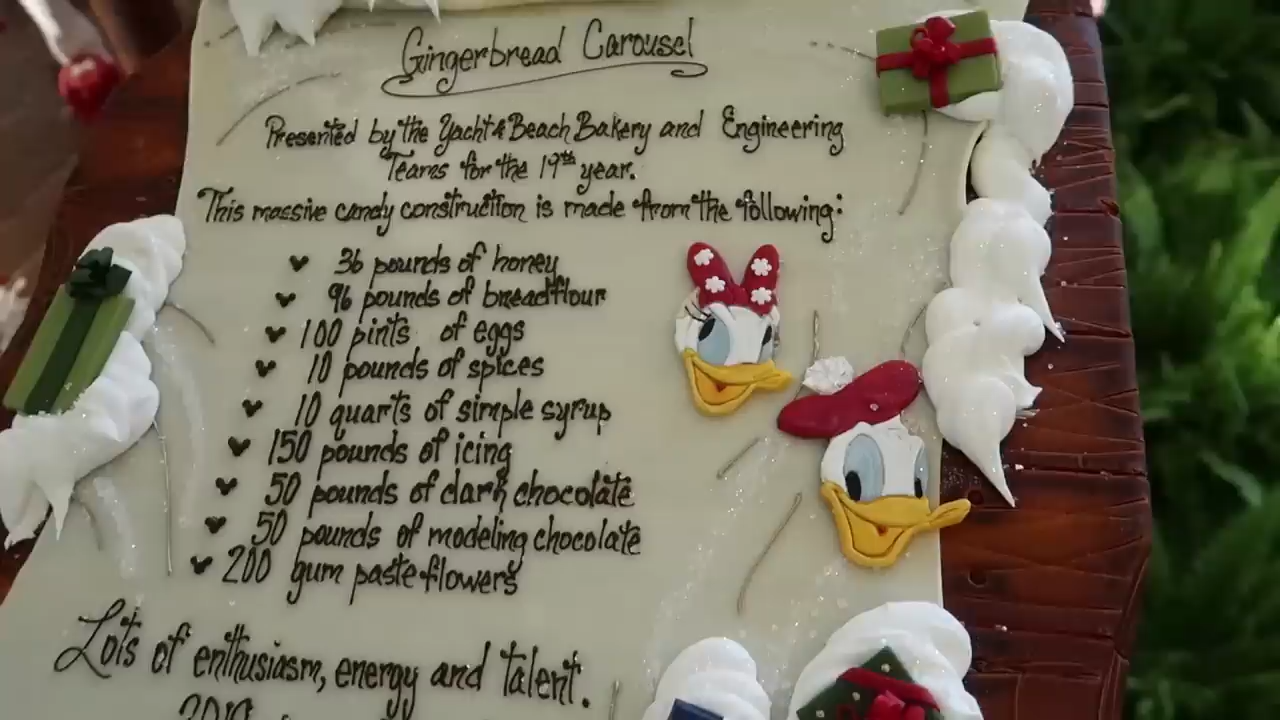 Gingerbread Carousel
Presented by the Yacht & Beach Bakery and Engineering
Teams for the 19th year.
This massive candy construction is made from the following:
36 pounds of honey
96 pounds of breadflour
100 pints of eggs
10 pounds of spices
10 quarts of simple syrup
150 pounds of icing
50 pounds of dark chocolate
50 pounds of modeling chocolate
200 gum paste flowers
Lots of enthusiasm, energy and talent.